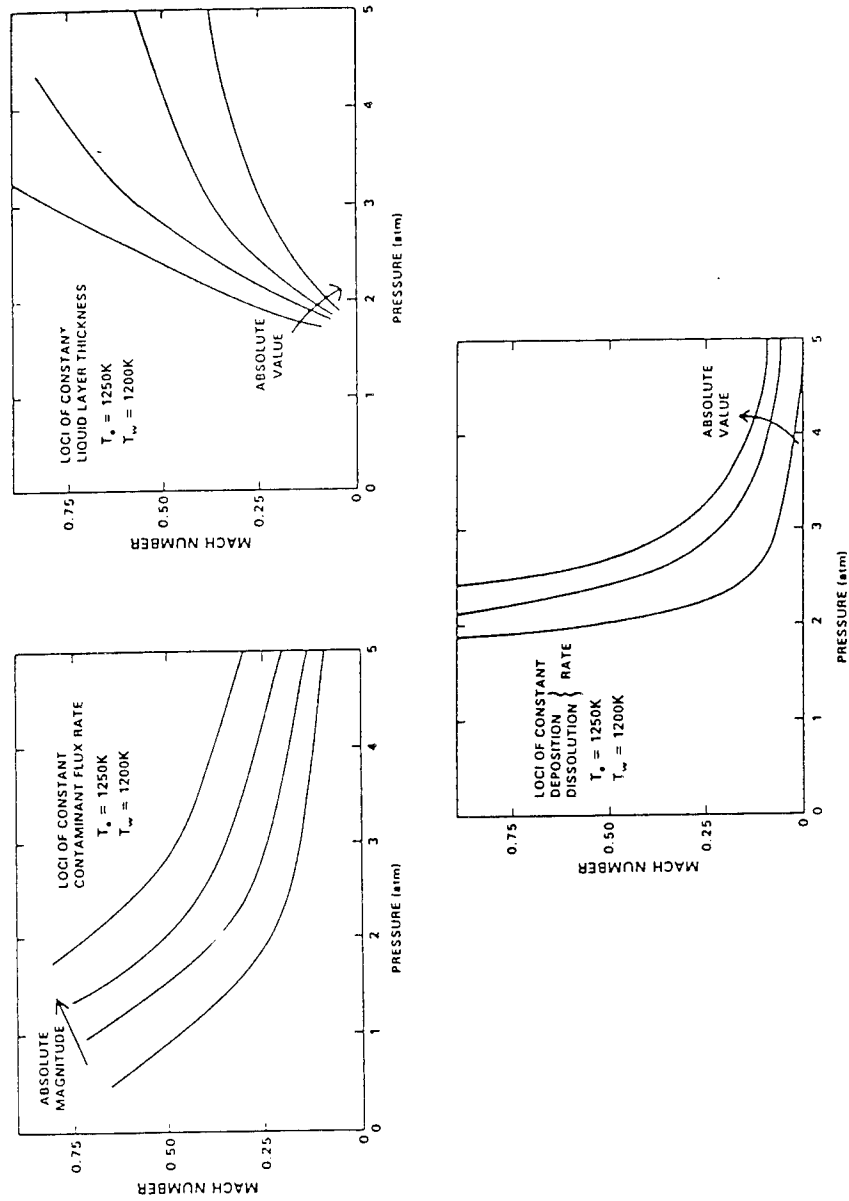 MACH NUMBER
0.75
0.50
0.25
0
ABSOLUTE
MAGNITUDE
LOCI OF CONSTANT
CONTAMINANT FLUX RATE
T• = 1250K
Tw = 1200K
0
1
2
3
4
5
PRESSURE (atm)
MACH NUMBER
0.75
0.50
0.25
0
LOCI OF CONSTANT
LIQUID LAYER THICKNESS
T• = 1250K
Tw = 1200K
ABSOLUTE
VALUE
0
1
2
3
4
5
PRESSURE (atm)
MACH NUMBER
0.75
0.50
0.25
0
LOCI OF CONSTANT
DEPOSITION
DISSOLUTION } RATE
T• = 1250K
Tw = 1200K
ABSOLUTE
VALUE
0
1
2
3
4
5
PRESSURE (atm)